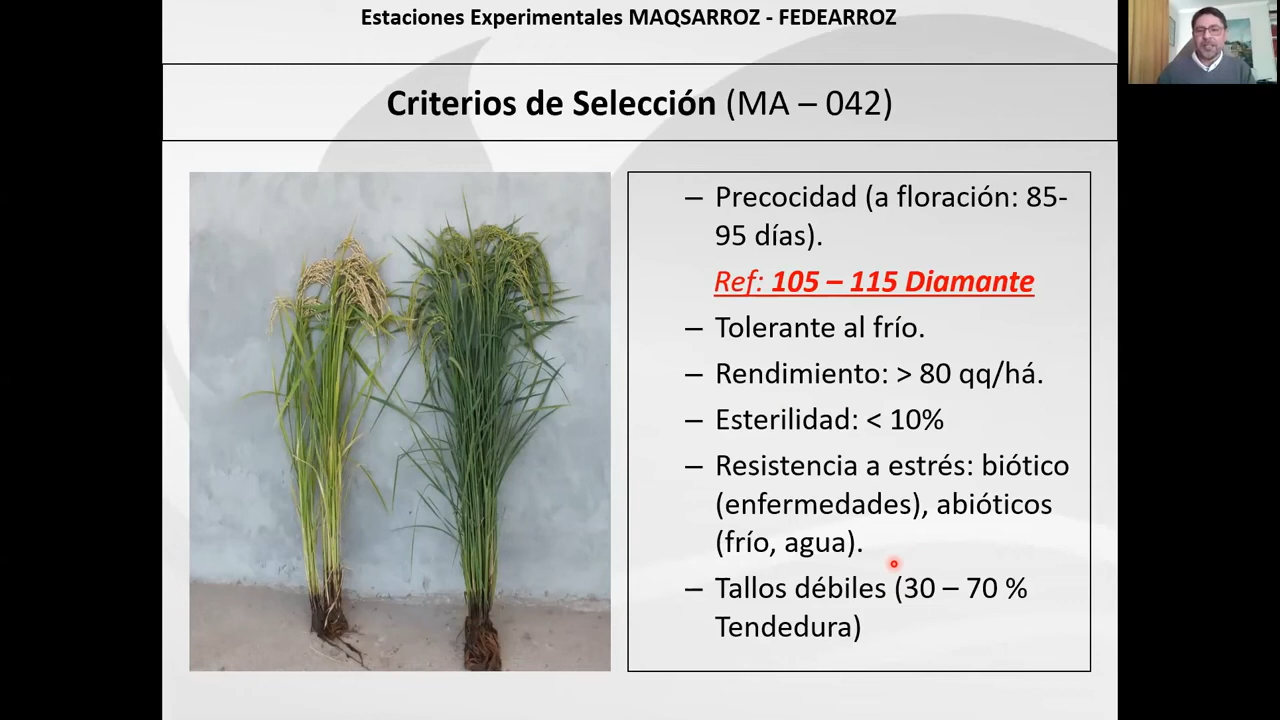 Estaciones Experimentales MAQSARROZ - FEDEARROZ
Criterios de Selección (MA – 042)
– Precocidad (a floración: 85-
95 días).
Ref: 105 – 115 Diamante
– Tolerante al frío.
– Rendimiento: > 80 qq/há.
– Esterilidad: < 10%
– Resistencia a estrés: biótico
(enfermedades), abióticos
(frío, agua).
– Tallos débiles (30 – 70 %
Tendedura)